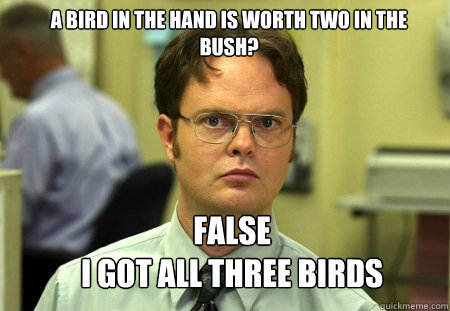 A BIRD IN THE HAND IS WORTH TWO IN THE
BUSH?
FALSE
I GOT ALL THREE BIRDS
quickmeme.com